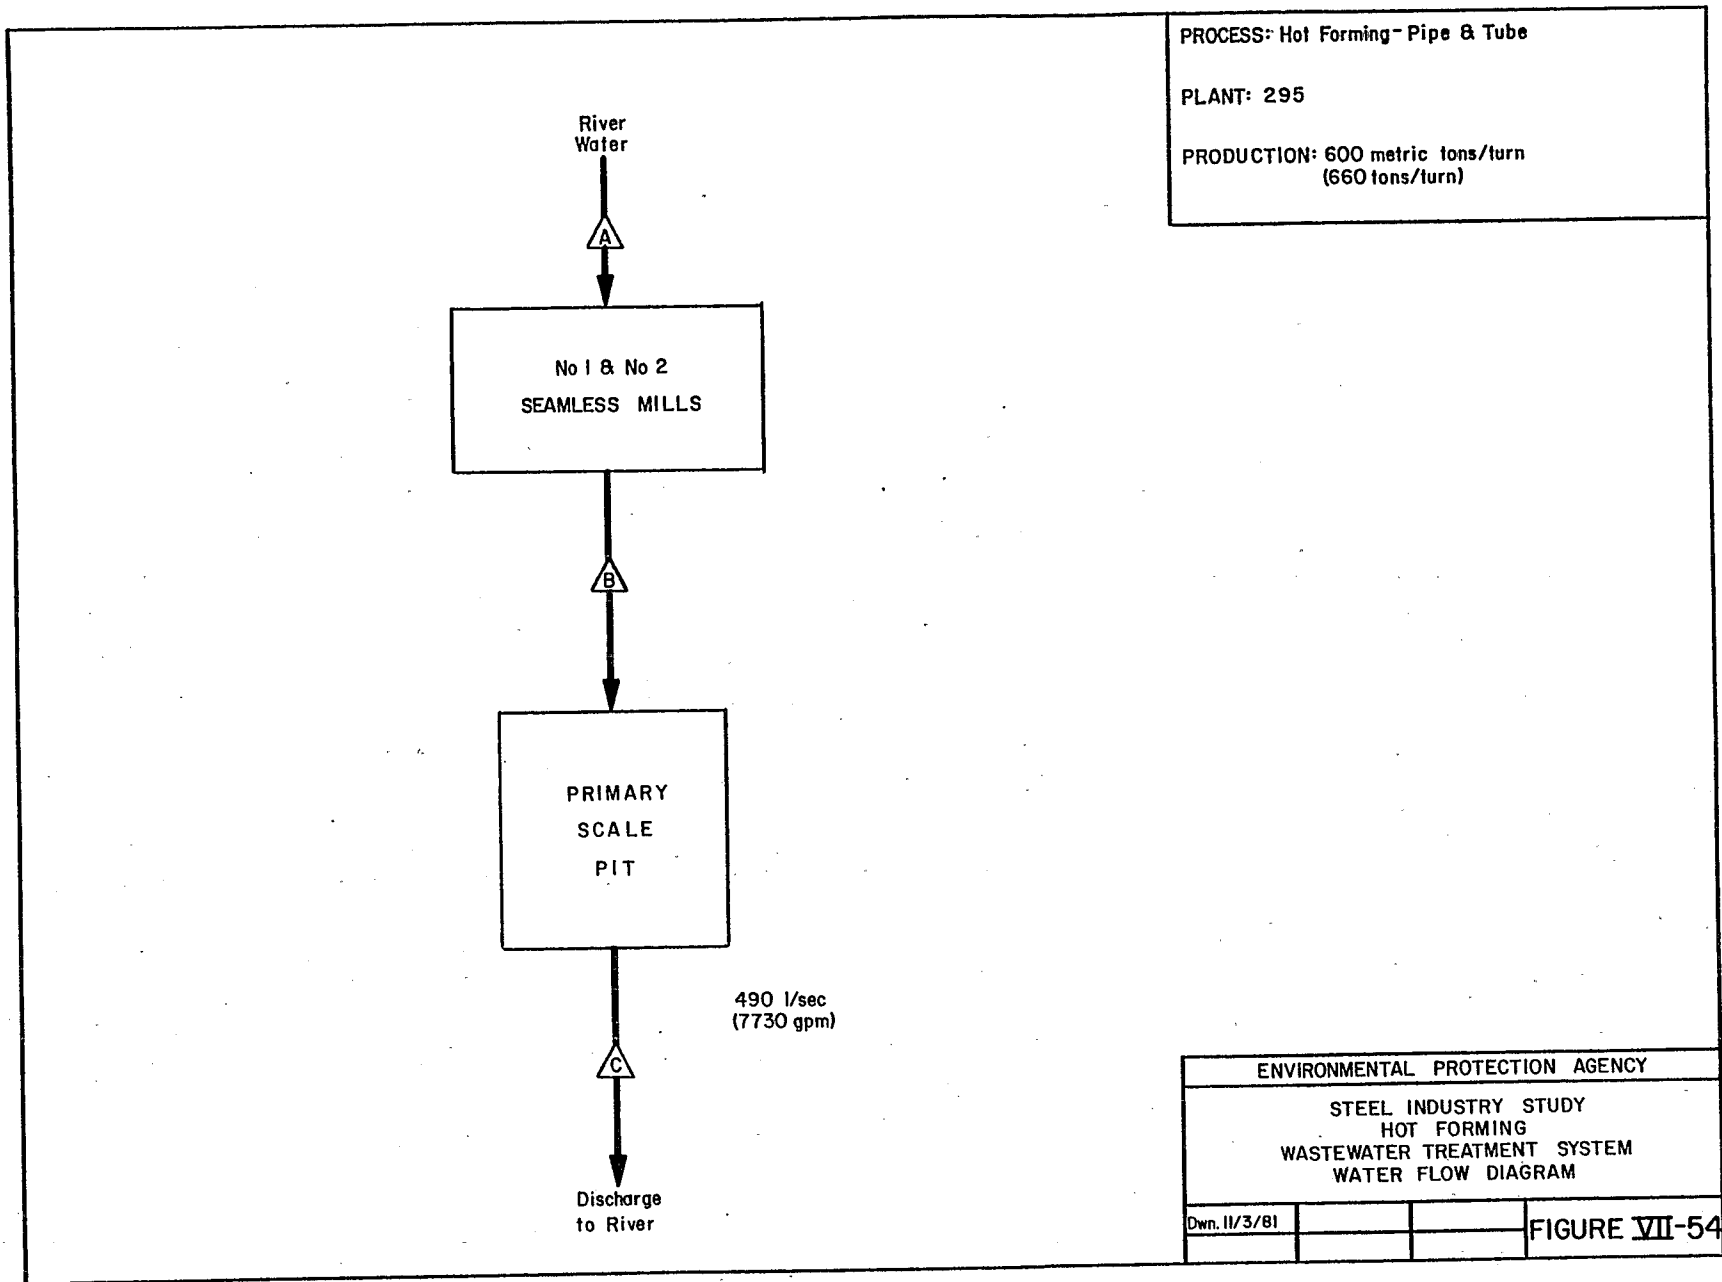 PROCESS: Hot Forming-Pipe & Tube
PLANT: 295
PRODUCTION: 600 metric tons/turn
(660 tons/turn)
River
Water
A
No 1 & No 2
SEAMLESS MILLS
B
PRIMARY
SCALE
PIT
490 l/sec
(7730 gpm)
C
Discharge
to River
ENVIRONMENTAL PROTECTION AGENCY
STEEL INDUSTRY STUDY
HOT FORMING
WASTEWATER TREATMENT SYSTEM
WATER FLOW DIAGRAM
Dwn. 11/3/81
FIGURE VII-54